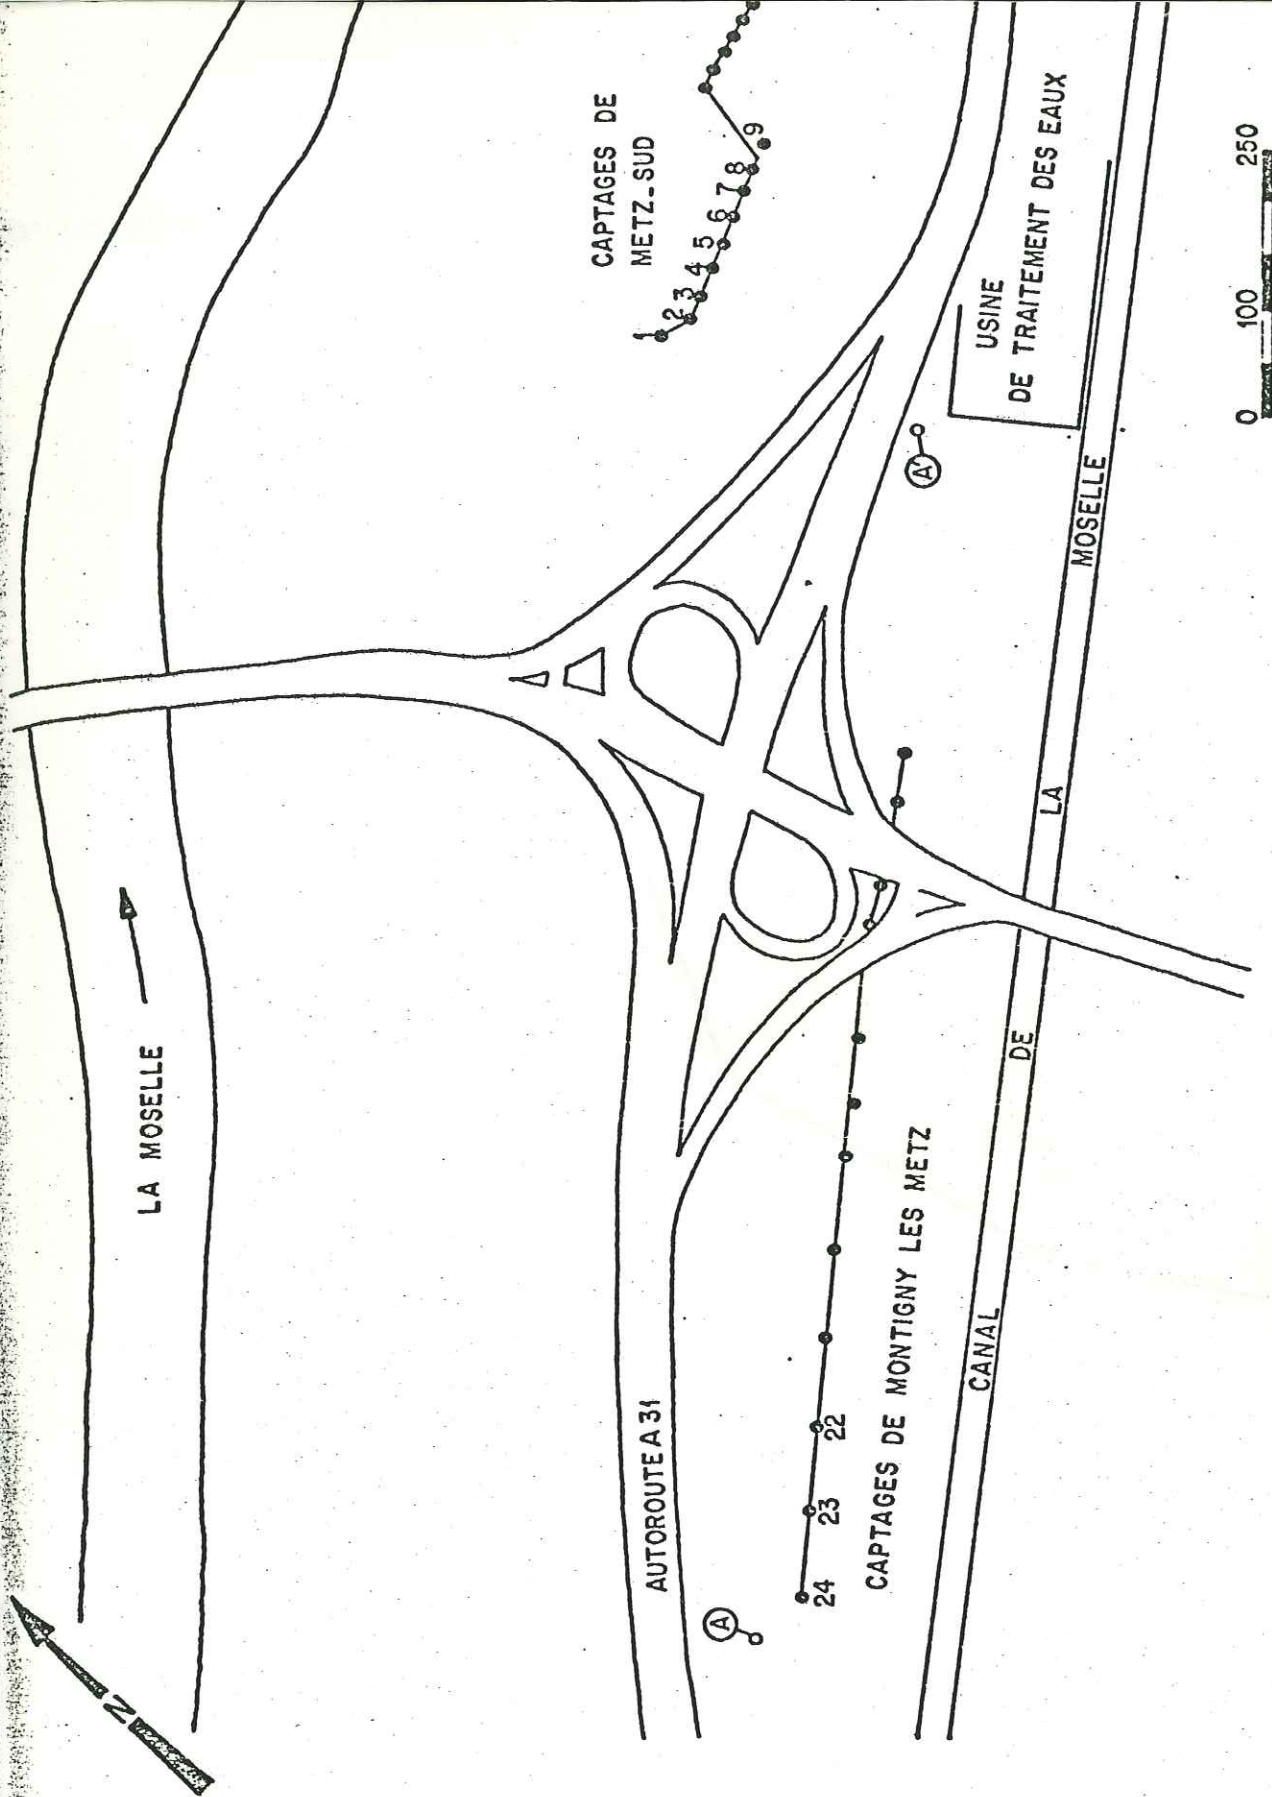 LA MOSELLE
N
CAPTAGES DE
METZ_SUD
1 2 3 4 5 6 7 8 9
AUTOROUTE A 31
24 23 22
CAPTAGES DE MONTIGNY LES METZ
A
A'
USINE
DE TRAITEMENT DES EAUX
CANAL DE LA MOSELLE
0 100 250